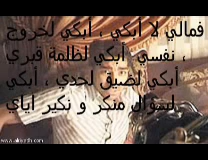 فمالي لا أبكي ، أبكي لخروج
، نفسي أبكي لظلمة قبري
أبكي لضيق لحدي ، أبكي
لسؤال منكر و نكير اياي